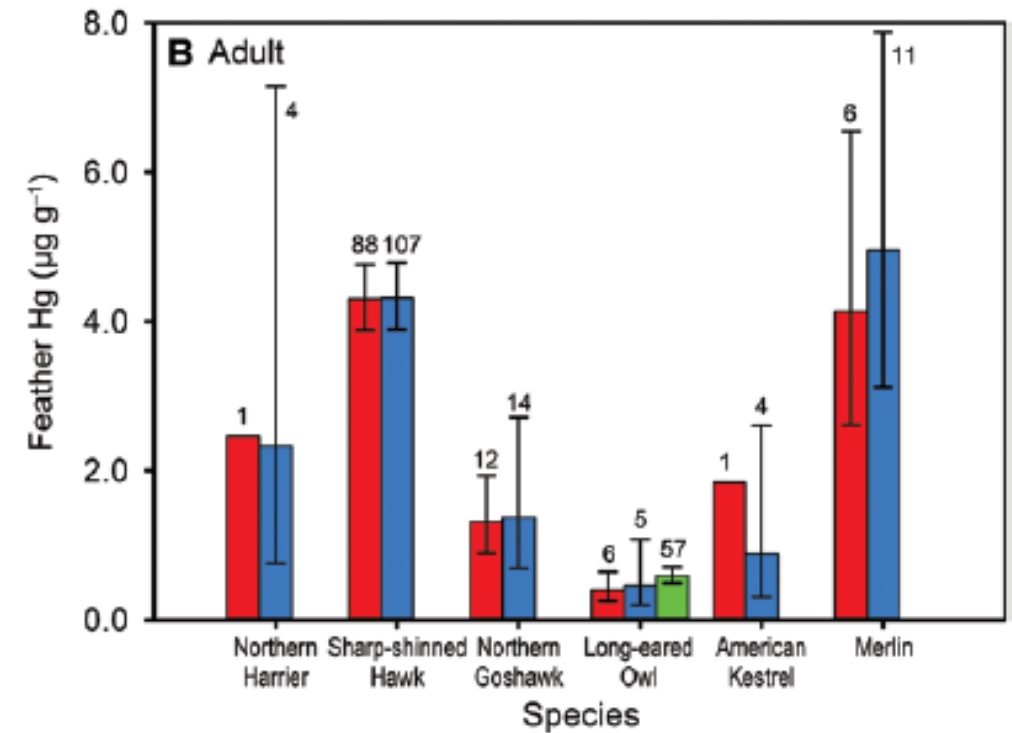 B Adult
8.0
6.0
4.0
2.0
0.0
Feather Hg (µg g⁻¹)
1
4
88 107
12
14
6
5
57
1
4
6
11
Northern Harrier
Sharp-shinned Hawk
Northern Goshawk
Long-eared Owl
American Kestrel
Merlin
Species